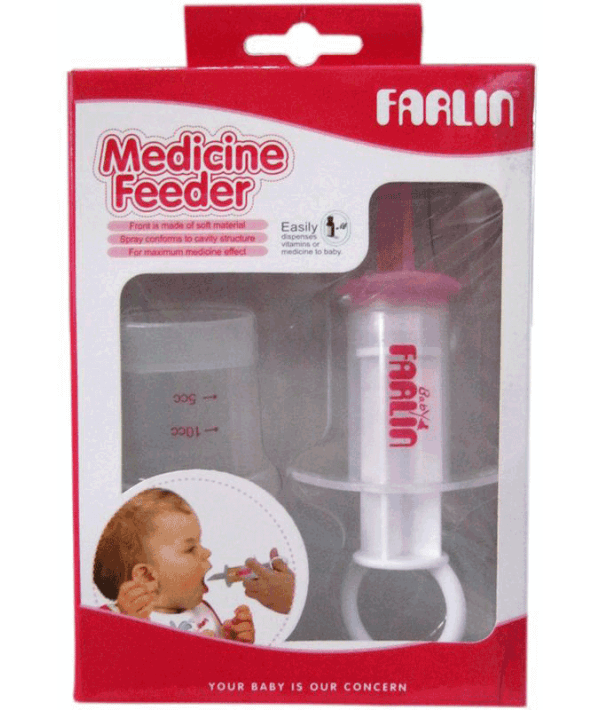 FARLIN
Medicine
Feeder
Front is made of soft material
Spray conforms to cavity structure
For maximum medicine effect
Easily
dispenses
vitamins or
medicine to baby.
5cc
10cc
Baby
FARLIN
YOUR BABY IS OUR CONCERN